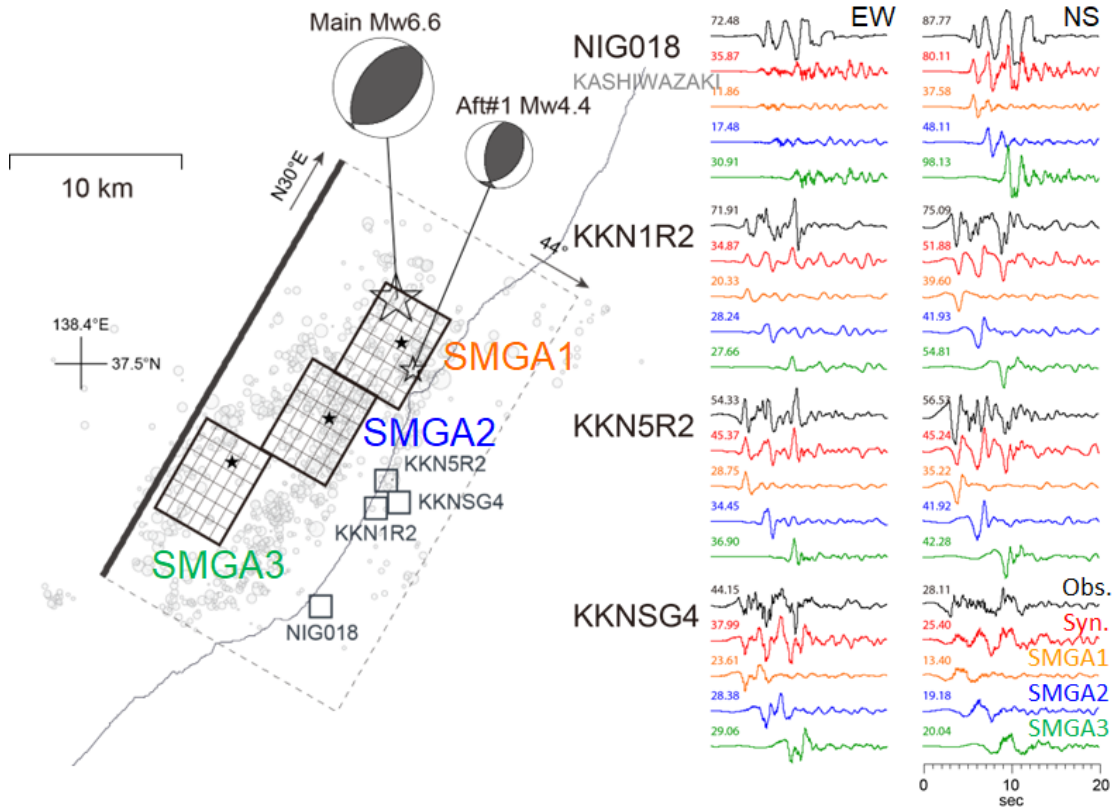 Main Mw6.6
Aft#1 Mw4.4
10 km
N30°E
44°
138.4°E
37.5°N
SMGA1
SMGA2
SMGA3
KKN5R2
KKNSG4
KKN1R2
NIG018
EW
NS
NIG018
KASHIWAZAKI
72.48
35.87
11.86
17.48
30.91
87.77
80.11
37.58
48.11
98.13
KKN1R2
71.91
34.87
20.33
28.24
27.66
75.09
51.88
39.60
41.93
54.81
KKN5R2
54.33
45.37
28.75
34.45
36.90
56.53
45.24
35.22
41.92
42.28
KKNSG4
44.15
37.99
23.61
28.38
29.06
28.11
25.40
13.40
19.18
20.04
Obs.
Syn.
SMGA1
SMGA2
SMGA3
0 10 20
sec